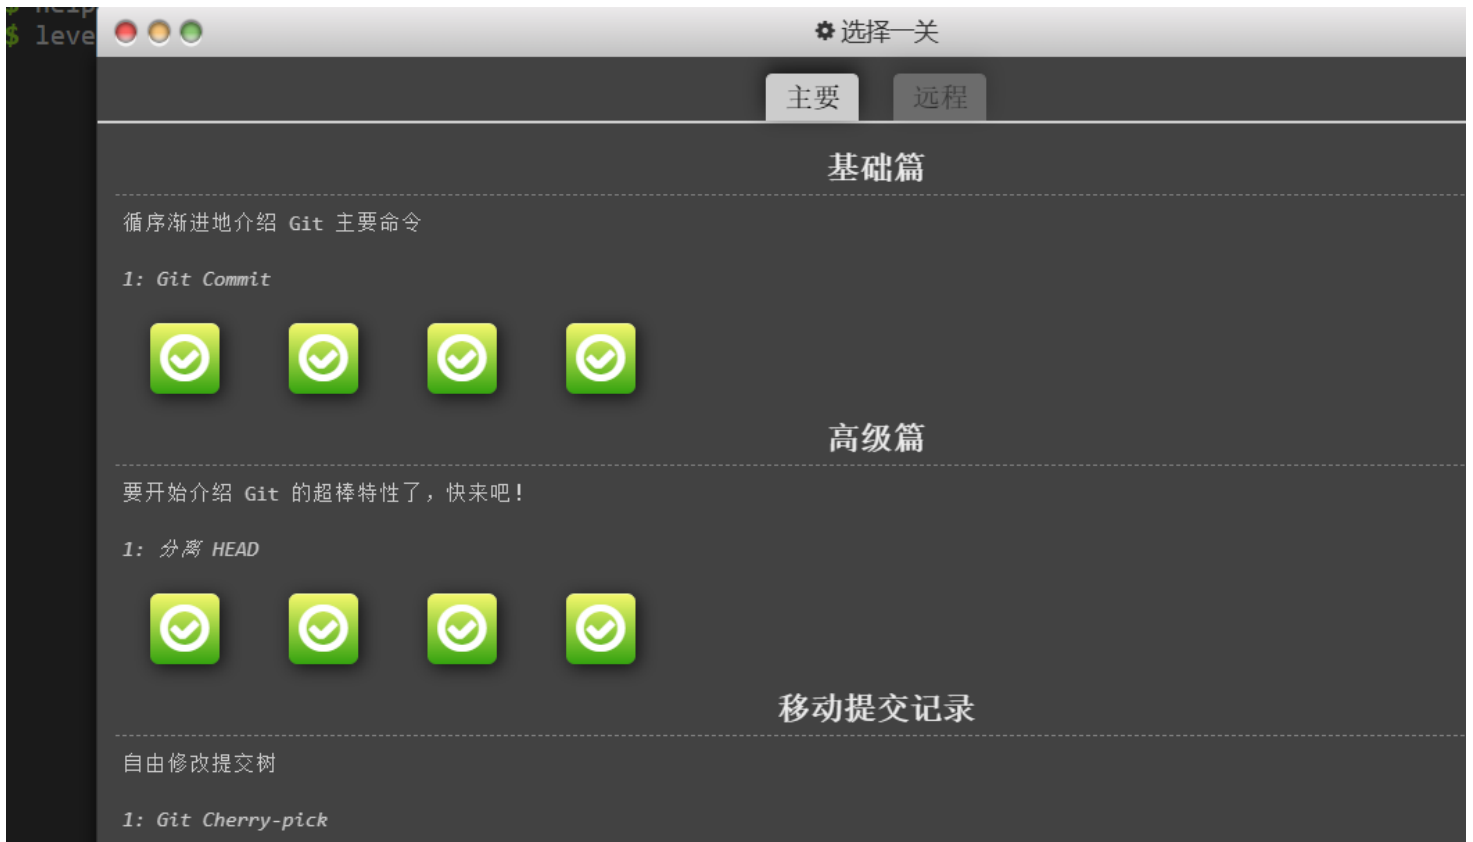 $ help
$ leve
选择一关
主要 远程
基础篇
循序渐进地介绍 Git 主要命令
1: Git Commit
高级篇
要开始介绍 Git 的超棒特性了，快来吧！
1: 分离 HEAD
移动提交记录
自由修改提交树
1: Git Cherry-pick